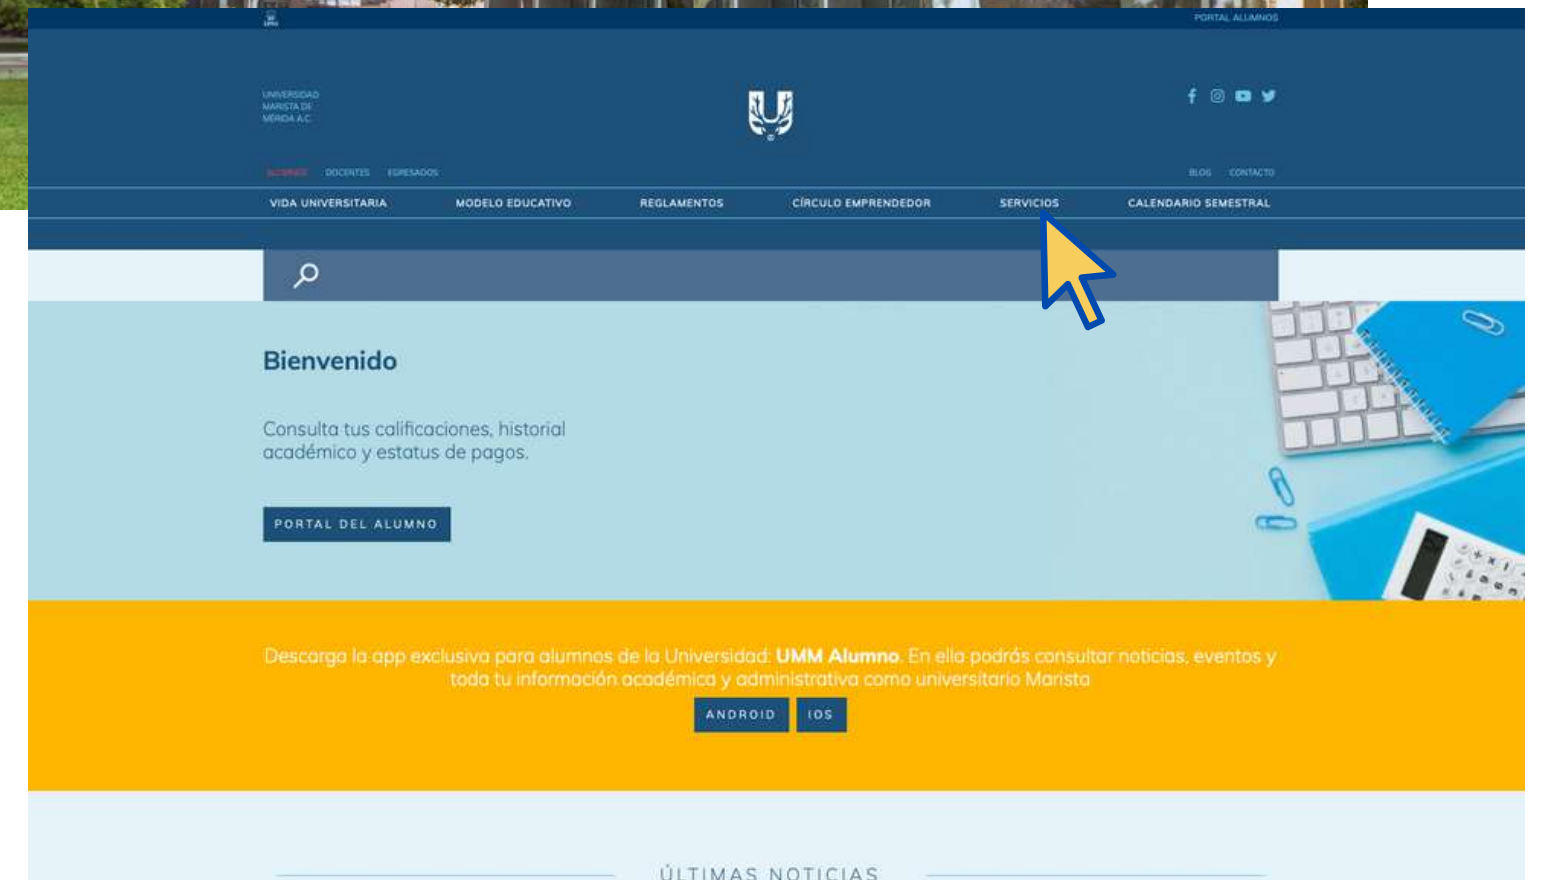 UMM
PORTAL ALUMNOS
UNIVERSIDAD
MARISTA DE
MÉRIDA A.C.
ALUMNOS DOCENTES EGRESADOS
BLOG CONTACTO
VIDA UNIVERSITARIA MODELO EDUCATIVO REGLAMENTOS CÍRCULO EMPRENDEDOR SERVICIOS CALENDARIO SEMESTRAL
Bienvenido
Consulta tus calificaciones, historial
académico y estatus de pagos.
PORTAL DEL ALUMNO
Descarga la app exclusiva para alumnos de la Universidad: UMM Alumno. En ella podrás consultar noticias, eventos y
toda tu información académica y administrativa como universitario Marista
ANDROID IOS
ÚLTIMAS NOTICIAS